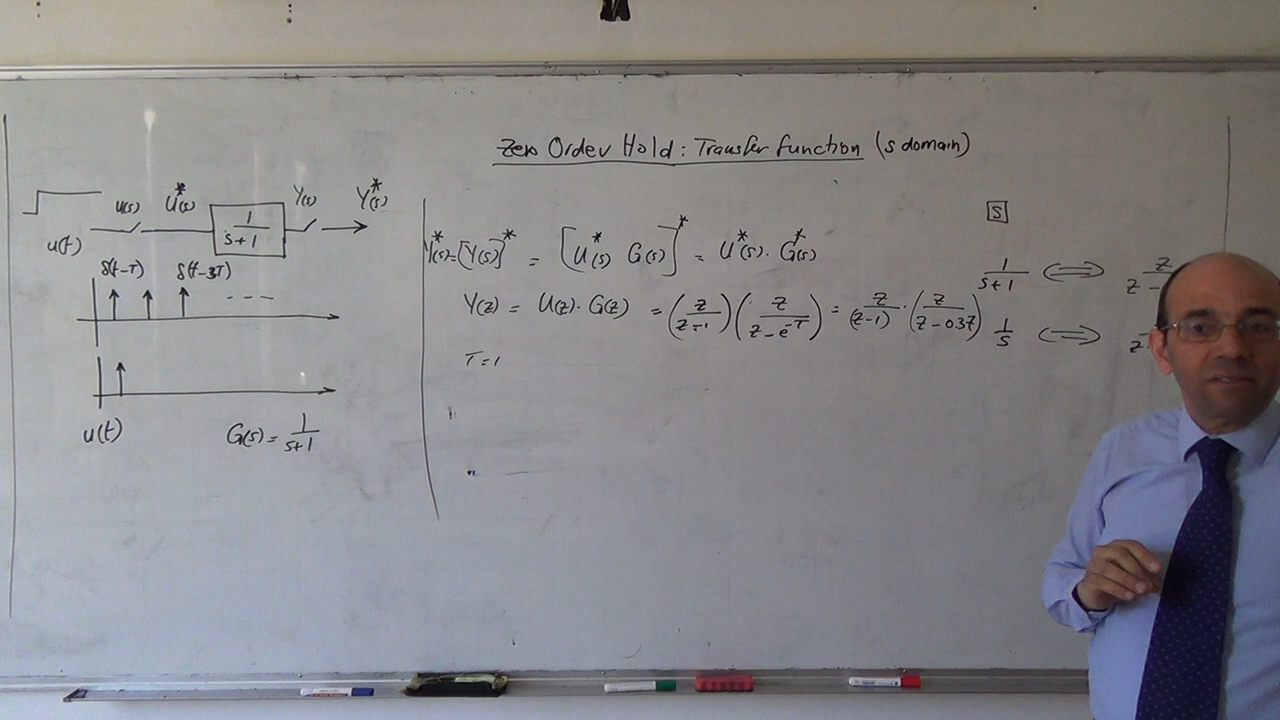 Zero Order Hold: Transfer function (s domain)
U(s) U*(s) 1/(s+1) Y(s) Y*(s)
u(t)
δ(t-T) δ(t-3T) ---
u(t) G(s) = 1/(s+1)
Y*(s) = [Y(s)]* = [U*(s) G(s)]* = U*(s). G*(s)
Y(z) = U(z). G(z) = (z/(z-1)) (z/(z-e^-T)) = z/(z-1) . (z/(z-0.37))
T=1
S
1/(s+1) ⟺ z/(z-
1/s ⟺